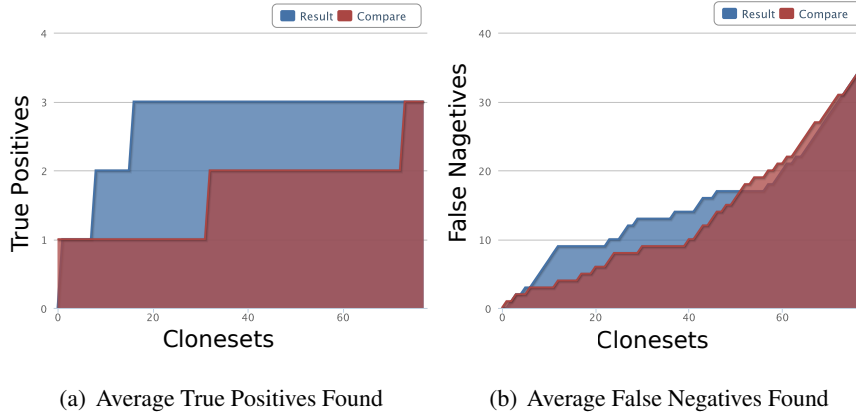 Result Compare
4
3
2
1
0
True Positives
0 20 40 60
Clonesets
(a) Average True Positives Found
Result Compare
40
30
20
10
0
False Nagetives
0 20 40 60
Clonesets
(b) Average False Negatives Found